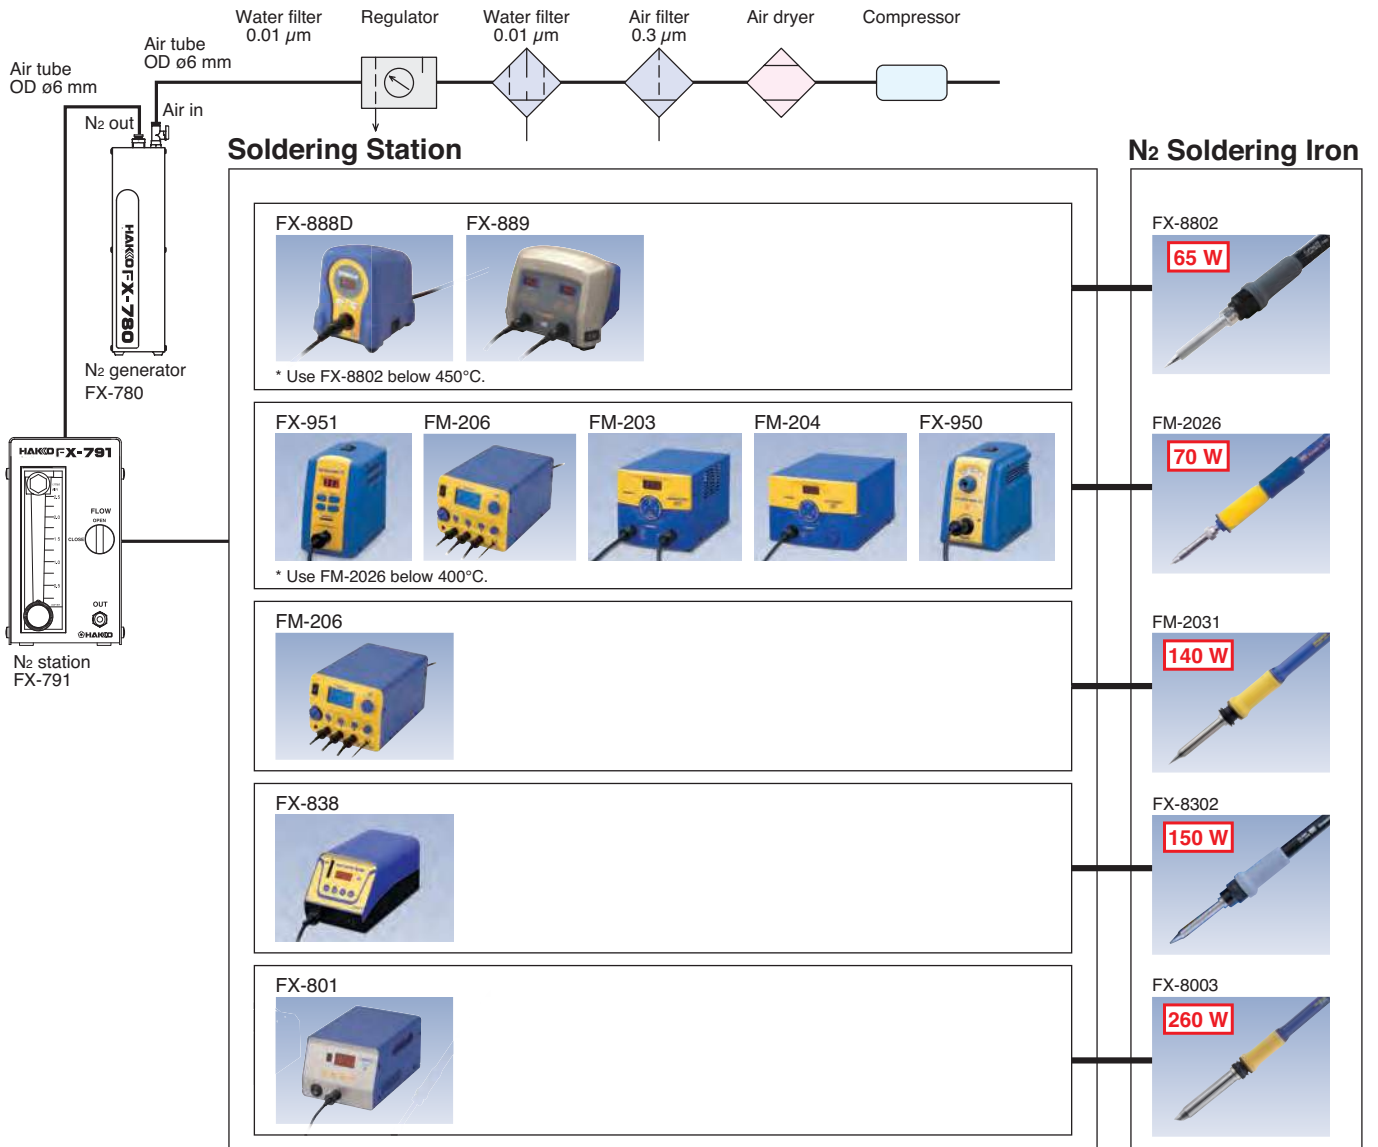 Water filter
0.01 µm
Regulator
Water filter
0.01 µm
Air filter
0.3 µm
Air dryer
Compressor
Air tube
OD ø6 mm
Air tube
OD ø6 mm
Air in
N2 out
HAKKO FX-780
N2 generator
FX-780
HAKKO FX-791
FLOW
OPEN
CLOSE
OUT
HAKKO
N2 station
FX-791
Soldering Station
FX-888D
FX-889
* Use FX-8802 below 450°C.
FX-951
FM-206
FM-203
FM-204
FX-950
* Use FM-2026 below 400°C.
FM-206
FX-838
FX-801
N2 Soldering Iron
FX-8802
65 W
FM-2026
70 W
FM-2031
140 W
FX-8302
150 W
FX-8003
260 W